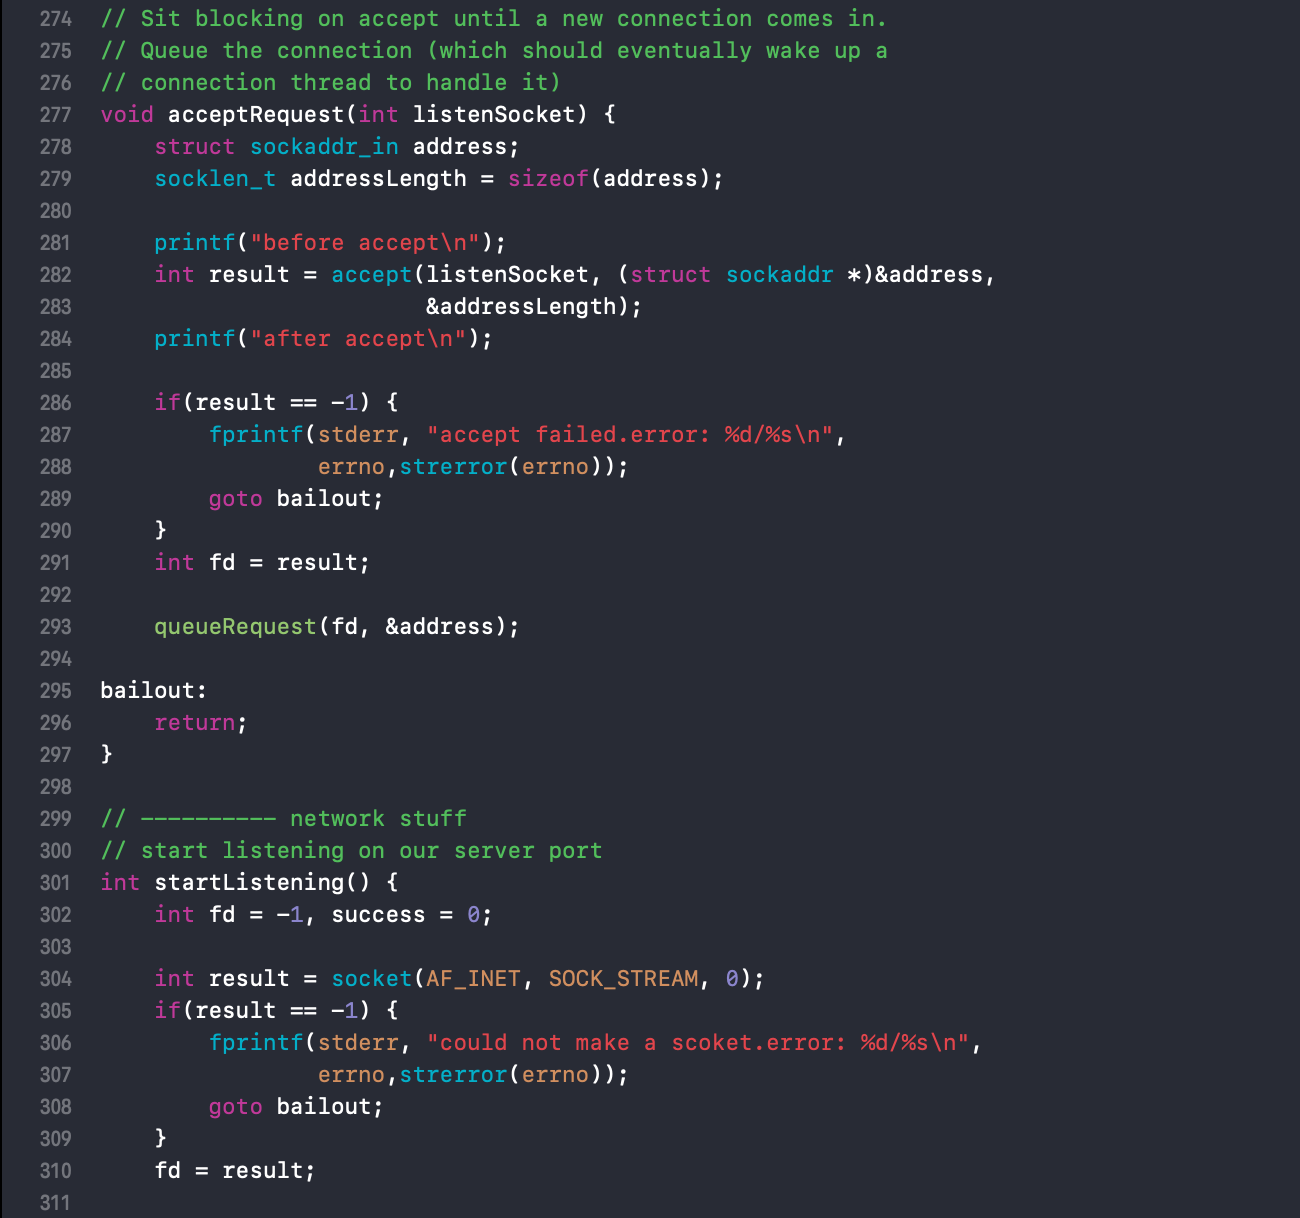 274 // Sit blocking on accept until a new connection comes in.
275 // Queue the connection (which should eventually wake up a
276 // connection thread to handle it)
277 void acceptRequest(int listenSocket) {
278     struct sockaddr_in address;
279     socklen_t addressLength = sizeof(address);
280
281     printf("before accept\n");
282     int result = accept(listenSocket, (struct sockaddr *)&address,
283                         &addressLength);
284     printf("after accept\n");
285
286     if(result == -1) {
287         fprintf(stderr, "accept failed.error: %d/%s\n",
288                 errno,strerror(errno));
289         goto bailout;
290     }
291     int fd = result;
292
293     queueRequest(fd, &address);
294
295 bailout:
296     return;
297 }
298
299 // ---------- network stuff
300 // start listening on our server port
301 int startListening() {
302     int fd = -1, success = 0;
303
304     int result = socket(AF_INET, SOCK_STREAM, 0);
305     if(result == -1) {
306         fprintf(stderr, "could not make a scoket.error: %d/%s\n",
307                 errno,strerror(errno));
308         goto bailout;
309     }
310     fd = result;
311